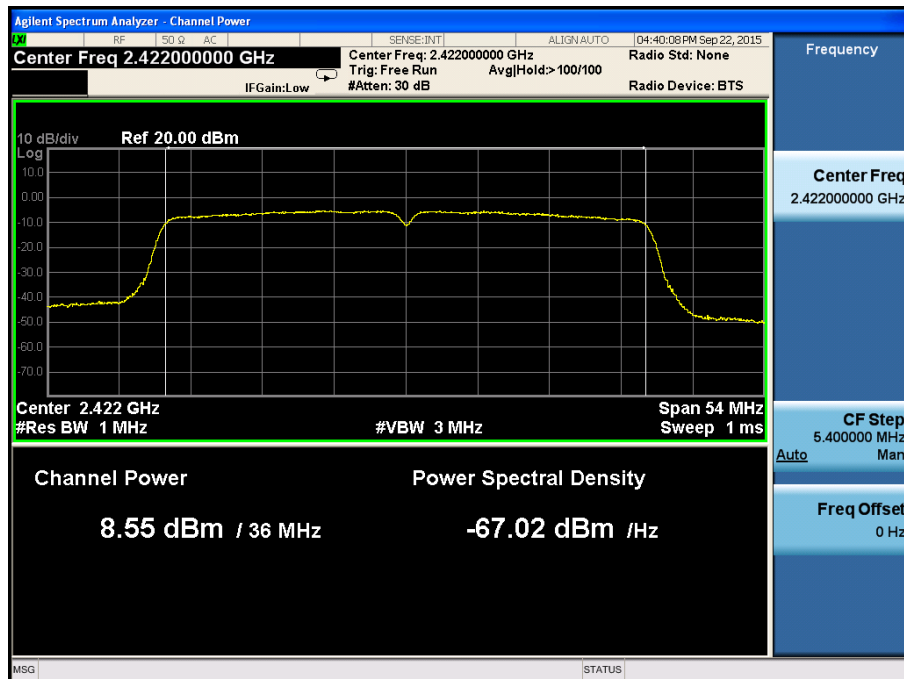 Agilent Spectrum Analyzer - Channel Power
LXI RF 50 Ω AC SENSE:INT ALIGN AUTO 04:40:08 PM Sep 22, 2015
Center Freq 2.422000000 GHz
Center Freq: 2.422000000 GHz Radio Std: None
Trig: Free Run Avg|Hold:> 100/100
IFGain:Low #Atten: 30 dB Radio Device: BTS
10 dB/div Ref 20.00 dBm
Log
10.0
0.00
-10.0
-20.0
-30.0
-40.0
-50.0
-60.0
-70.0
Center 2.422 GHz Span 54 MHz
#Res BW 1 MHz #VBW 3 MHz Sweep 1 ms
Channel Power Power Spectral Density
8.55 dBm / 36 MHz -67.02 dBm /Hz
Frequency
Center Freq
2.422000000 GHz
CF Step
5.400000 MHz
Auto Man
Freq Offset
0 Hz
MSG STATUS